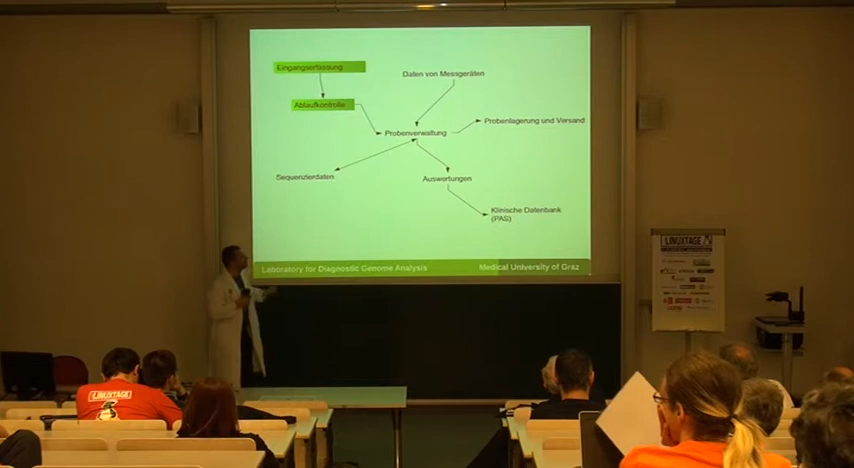 Eingangserfassung
Daten von Messgeräten
Ablaufkontrolle
Probenlagerung und Versand
Probenverwaltung
Sequenzierdaten
Auswertungen
Klinische Datenbank
(PAS)
Laboratory for Diagnostic Genome Analysis
Medical University of Graz
LINUXTAGE
LINUXTAGE